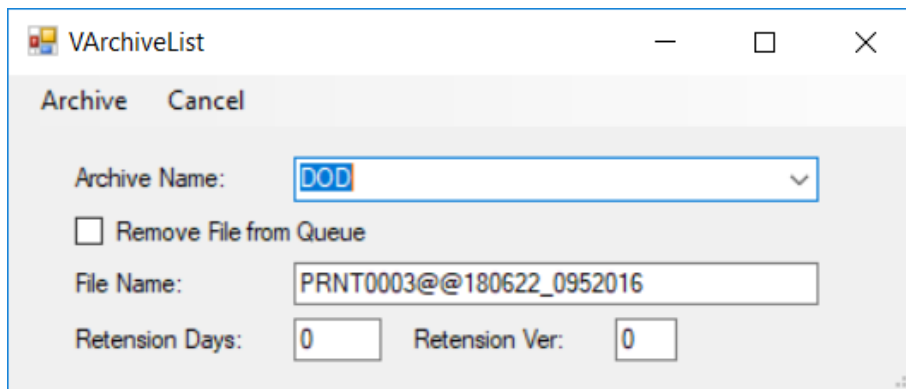 VArchiveList
Archive Cancel
Archive Name: DOD
Remove File from Queue
File Name: PRNT0003@@180622_0952016
Retension Days: 0 Retension Ver: 0